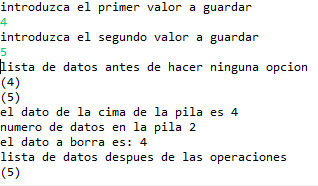 introduzca el primer valor a guardar
4
introduzca el segundo valor a guardar
5
lista de datos antes de hacer ninguna opcion
(4)
(5)
el dato de la cima de la pila es 4
numero de datos en la pila 2
el dato a borra es: 4
lista de datos despues de las operaciones
(5)